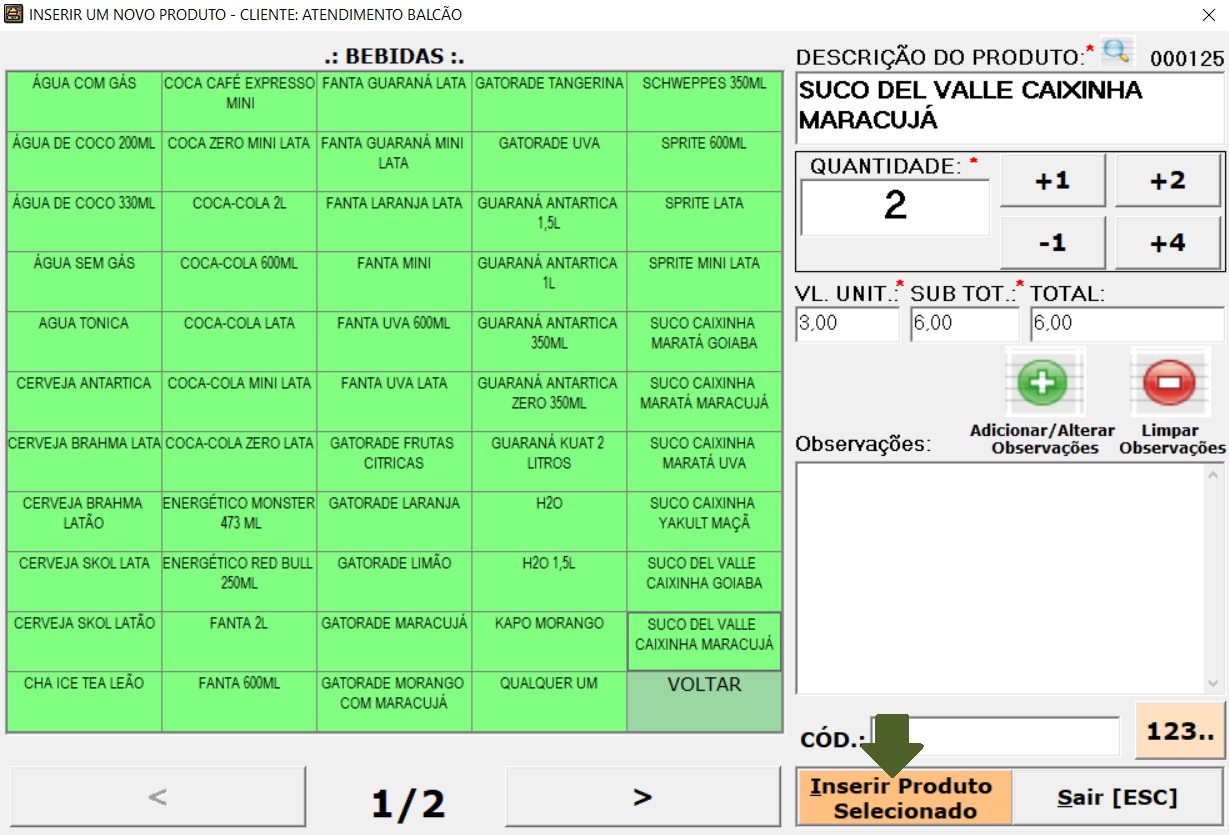 INSERIR UM NOVO PRODUTO - CLIENTE: ATENDIMENTO BALCÃO
.: BEBIDAS :.
ÁGUA COM GÁS
COCA CAFÉ EXPRESSO
MINI
FANTA GUARANÁ LATA
GATORADE TANGERINA
SCHWEPPES 350ML
ÁGUA DE COCO 200ML
COCA ZERO MINI LATA
FANTA GUARANÁ MINI
LATA
GATORADE UVA
SPRITE 600ML
ÁGUA DE COCO 330ML
COCA-COLA 2L
FANTA LARANJA LATA
GUARANÁ ANTARTICA
1,5L
SPRITE LATA
ÁGUA SEM GÁS
COCA-COLA 600ML
FANTA MINI
GUARANÁ ANTARTICA
1L
SPRITE MINI LATA
AGUA TONICA
COCA-COLA LATA
FANTA UVA 600ML
GUARANÁ ANTARTICA
350ML
SUCO CAIXINHA
MARATÁ GOIABA
CERVEJA ANTARTICA
COCA-COLA MINI LATA
FANTA UVA LATA
GUARANÁ ANTARTICA
ZERO 350ML
SUCO CAIXINHA
MARATÁ MARACUJÁ
CERVEJA BRAHMA LATA
COCA-COLA ZERO LATA
GATORADE FRUTAS
CITRICAS
GUARANÁ KUAT 2
LITROS
SUCO CAIXINHA
MARATÁ UVA
CERVEJA BRAHMA
LATÃO
ENERGÉTICO MONSTER
473 ML
GATORADE LARANJA
H2O
SUCO CAIXINHA
YAKULT MAÇÃ
CERVEJA SKOL LATA
ENERGÉTICO RED BULL
250ML
GATORADE LIMÃO
H2O 1,5L
SUCO DEL VALLE
CAIXINHA GOIABA
CERVEJA SKOL LATÃO
FANTA 2L
GATORADE MARACUJÁ
KAPO MORANGO
SUCO DEL VALLE
CAIXINHA MARACUJÁ
CHA ICE TEA LEÃO
FANTA 600ML
GATORADE MORANGO
COM MARACUJÁ
QUALQUER UM
VOLTAR
<
1/2
>
DESCRIÇÃO DO PRODUTO:* 000125
SUCO DEL VALLE CAIXINHA
MARACUJÁ
QUANTIDADE: *
2
+1
+2
-1
+4
VL. UNIT.:* SUB TOT.:* TOTAL:
3,00 6,00 6,00
Adicionar/Alterar
Observações
Limpar
Observações
Observações:
CÓD.:
123..
Inserir Produto
Selecionado
Sair [ESC]